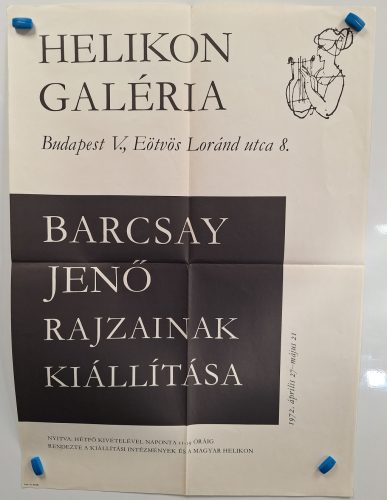 HELIKON
GALÉRIA
Budapest V., Eötvös Loránd utca 8.
BARCSAY
JENŐ
RAJZAINAK
KIÁLLÍTÁSA
1972. április 27–május 21
NYITVA: HÉTFŐ KIVÉTELÉVEL NAPONTA ÓRÁIG
RENDEZTE A KIÁLLÍTÁSI INTÉZMÉNYEK ÉS A MAGYAR HELIKON